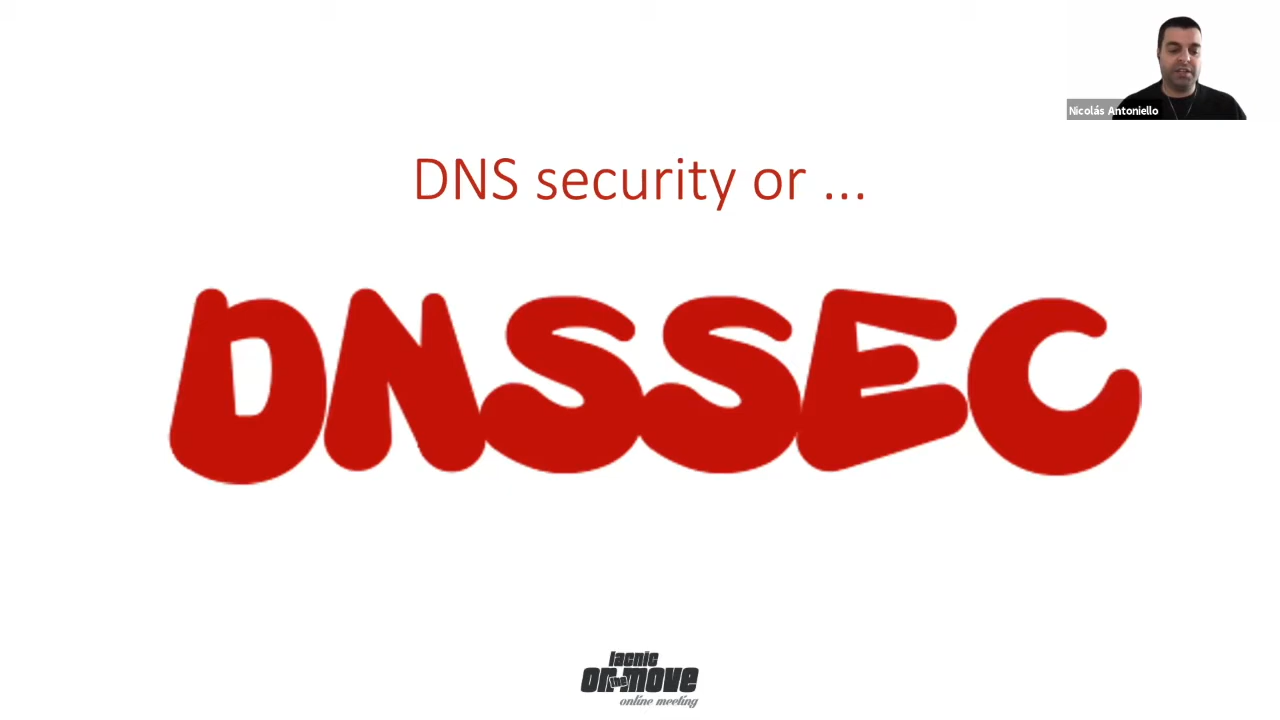 Nicolás Antoniello
DNS security or ...
DNSSEC
lacnic
on the move
online meeting